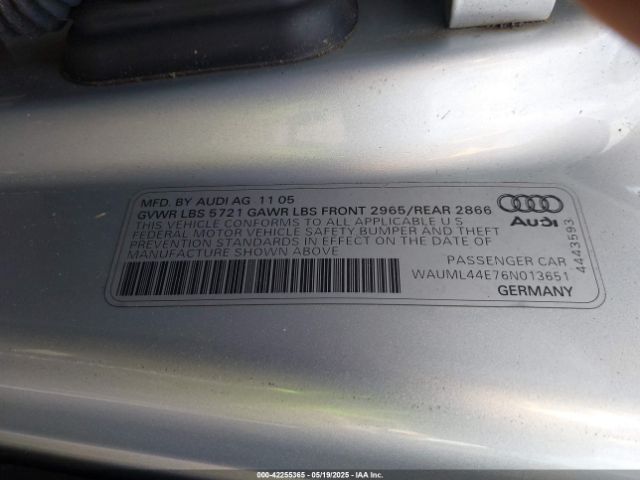 MFD. BY AUDI AG 11 05
GVWR LBS 5721 GAWR LBS FRONT 2965/REAR 2866
THIS VEHICLE CONFORMS TO ALL APPLICABLE U S
FEDERAL MOTOR VEHICLE SAFETY,BUMPER AND THEFT
PREVENTION STANDARDS IN EFFECT ON THE DATE OF
MANUFACTURE SHOWN ABOVE
Audi
4443593
PASSENGER CAR
WAUML44E76N013651
GERMANY
000-42255365 - 05/19/2025 - IAAI Inc.